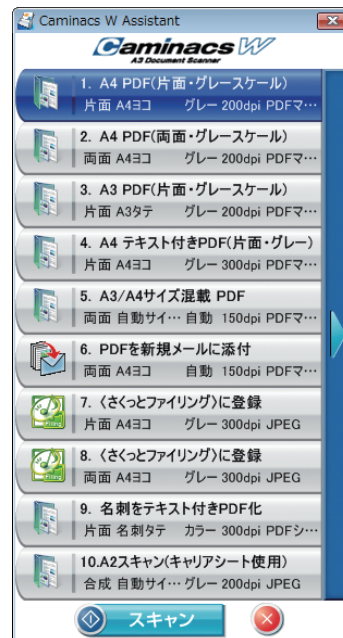 Caminacs W Assistant
Caminacs W
A3 Document Scanner
1. A4 PDF(片面・グレースケール)
片面 A4ヨコ グレー 200dpi PDFマ…
2. A4 PDF(両面・グレースケール)
両面 A4ヨコ グレー 200dpi PDFマ…
3. A3 PDF(片面・グレースケール)
片面 A3タテ グレー 200dpi PDFマ…
4. A4 テキスト付きPDF(片面・グレー)
片面 A4ヨコ グレー 300dpi PDFマ…
5. A3/A4サイズ混載 PDF
両面 自動サイ… 自動 150dpi PDFマ…
6. PDFを新規メールに添付
両面 A4ヨコ 自動 150dpi PDFマ…
7. 〈さくっとファイリング〉に登録
片面 A4ヨコ グレー 300dpi JPEG
8. 〈さくっとファイリング〉に登録
両面 A4ヨコ グレー 300dpi JPEG
9. 名刺をテキスト付きPDF化
片面 名刺タテ カラー 300dpi PDFシ…
10.A2スキャン(キャリアシート使用)
合成 自動サイ… グレー 200dpi JPEG
スキャン